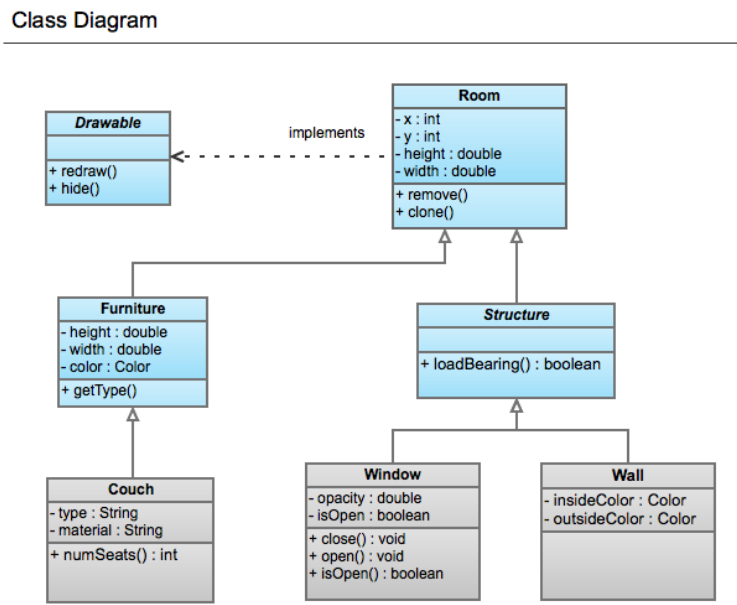 Class Diagram
Drawable
+ redraw()
+ hide()
implements
Room
- x : int
- y : int
- height : double
- width : double
+ remove()
+ clone()
Furniture
- height : double
- width : double
- color : Color
+ getType()
Structure
+ loadBearing() : boolean
Couch
- type : String
- material : String
+ numSeats() : int
Window
- opacity : double
- isOpen : boolean
+ close() : void
+ open() : void
+ isOpen() : boolean
Wall
- insideColor : Color
- outsideColor : Color